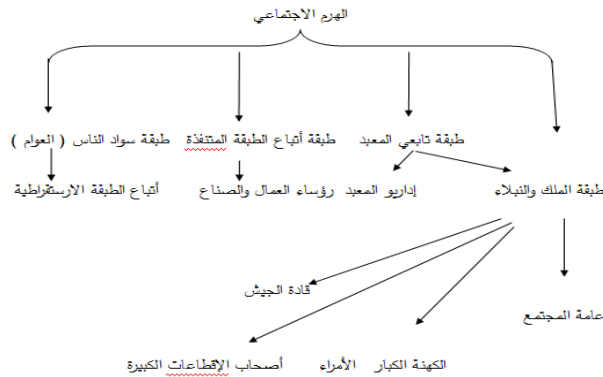 الهرم الاجتماعي
طبقة تابعي المعبد    طبقة أتباع الطبقة المتنفذة    طبقة سواد الناس ( العوام )
طبقة الملك والنبلاء    إداريو المعبد    رؤساء العمال والصناع    أتباع الطبقة الارستقراطية
قادة الجيش
عامة المجتمع
الكهنة الكبار    الأمراء    أصحاب الإقطاعات الكبيرة